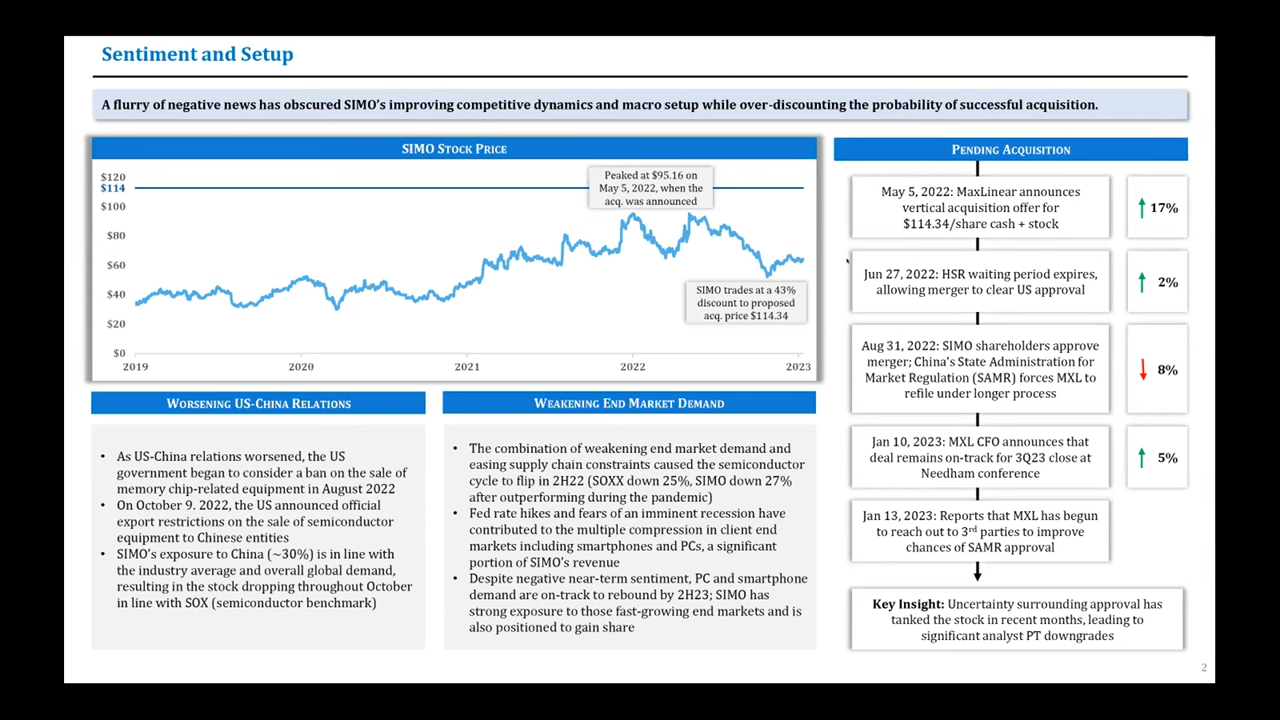 Sentiment and Setup
A flurry of negative news has obscured SIMO's improving competitive dynamics and macro setup while over-discounting the probability of successful acquisition.
SIMO STOCK PRICE
$120
$114
$100
$80
$60
$40
$20
$0
2019
2020
2021
2022
2023
Peaked at $95.16 on
May 5, 2022, when the
acq. was announced
SIMO trades at a 43%
discount to proposed
acq. price $114.34
WORSENING US-CHINA RELATIONS
• As US-China relations worsened, the US
government began to consider a ban on the sale of
memory chip-related equipment in August 2022
• On October 9. 2022, the US announced official
export restrictions on the sale of semiconductor
equipment to Chinese entities
• SIMO's exposure to China (~30%) is in line with
the industry average and overall global demand,
resulting in the stock dropping throughout October
in line with SOX (semiconductor benchmark)
WEAKENING END MARKET DEMAND
• The combination of weakening end market demand and
easing supply chain constraints caused the semiconductor
cycle to flip in 2H22 (SOXX down 25%, SIMO down 27%
after outperforming during the pandemic)
• Fed rate hikes and fears of an imminent recession have
contributed to the multiple compression in client end
markets including smartphones and PCs, a significant
portion of SIMO's revenue
• Despite negative near-term sentiment, PC and smartphone
demand are on-track to rebound by 2H23; SIMO has
strong exposure to those fast-growing end markets and is
also positioned to gain share
PENDING ACQUISITION
May 5, 2022: MaxLinear announces
vertical acquisition offer for
$114.34/share cash + stock
17%
Jun 27, 2022: HSR waiting period expires,
allowing merger to clear US approval
2%
Aug 31, 2022: SIMO shareholders approve
merger; China's State Administration for
Market Regulation (SAMR) forces MXL to
refile under longer process
8%
Jan 10, 2023: MXL CFO announces that
deal remains on-track for 3Q23 close at
Needham conference
5%
Jan 13, 2023: Reports that MXL has begun
to reach out to 3rd parties to improve
chances of SAMR approval
Key Insight: Uncertainty surrounding approval has
tanked the stock in recent months, leading to
significant analyst PT downgrades
2